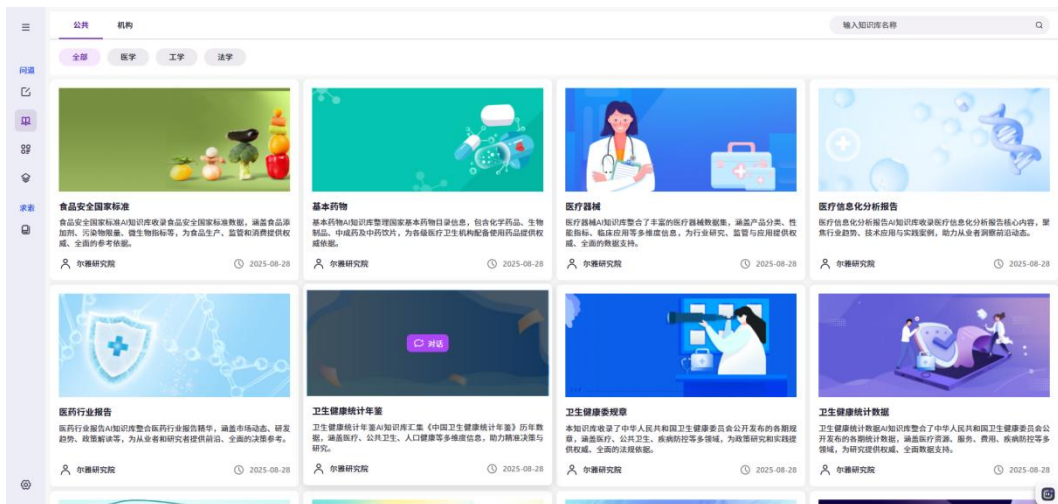 公共 机构
输入知识库名称
全部 医学 工学 法学
问道
求索
食品安全国家标准
食品安全国家标准AI知识库收录食品安全国家标准数据，涵盖食品添
加剂、污染物限量、微生物指标等，为食品生产、监管和消费提供权
威、全面的参考依据。
尔雅研究院 2025-08-28
基本药物
基本药物AI知识库整理国家基本药物目录信息，包含化学药品、生物
制品、中成药及中药饮片，为各级医疗卫生机构配备使用药品提供权
威依据。
尔雅研究院 2025-08-28
医疗器械
医疗器械AI知识库整合了丰富的医疗器械数据集，涵盖产品分类、性
能指标、临床应用等多维度信息，为行业研究、监管与应用提供权
威、全面的数据支持。
尔雅研究院 2025-08-28
医疗信息化分析报告
医疗信息化分析报告AI知识库收录医疗信息化分析报告核心内容，聚
焦行业趋势、技术应用与实践案例，助力从业者洞察前沿动态。
尔雅研究院 2025-08-28
医药行业报告
医药行业报告AI知识库整合医药行业报告精华，涵盖市场动态、研发
趋势、政策解读等，为从业者和研究者提供前沿、全面的决策参考。
尔雅研究院 2025-08-28
对话
卫生健康统计年鉴
卫生健康统计年鉴AI知识库汇集《中国卫生健康统计年鉴》历年数
据，涵盖医疗、公共卫生、人口健康等多维度信息，助力精准决策与
研究。
尔雅研究院 2025-08-28
卫生健康委规章
本知识库收录了中华人民共和国卫生健康委员会公开发布的各期规
章，涵盖医疗、公共卫生、疾病防控等多领域，为政策研究和实践提
供权威、全面的法规依据。
尔雅研究院 2025-08-28
卫生健康统计数据
卫生健康统计数据AI知识库整合了中华人民共和国卫生健康委员会公
开发布的各期统计数据，涵盖医疗资源、服务、费用、疾病防控等多
领域，为研究提供权威、全面数据支持。
尔雅研究院 2025-08-28